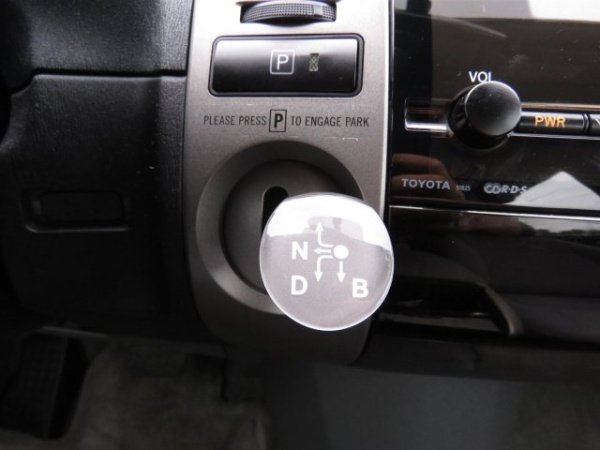 P
PLEASE PRESS P TO ENGAGE PARK
VOL
PWR
TOYOTA
N
D B